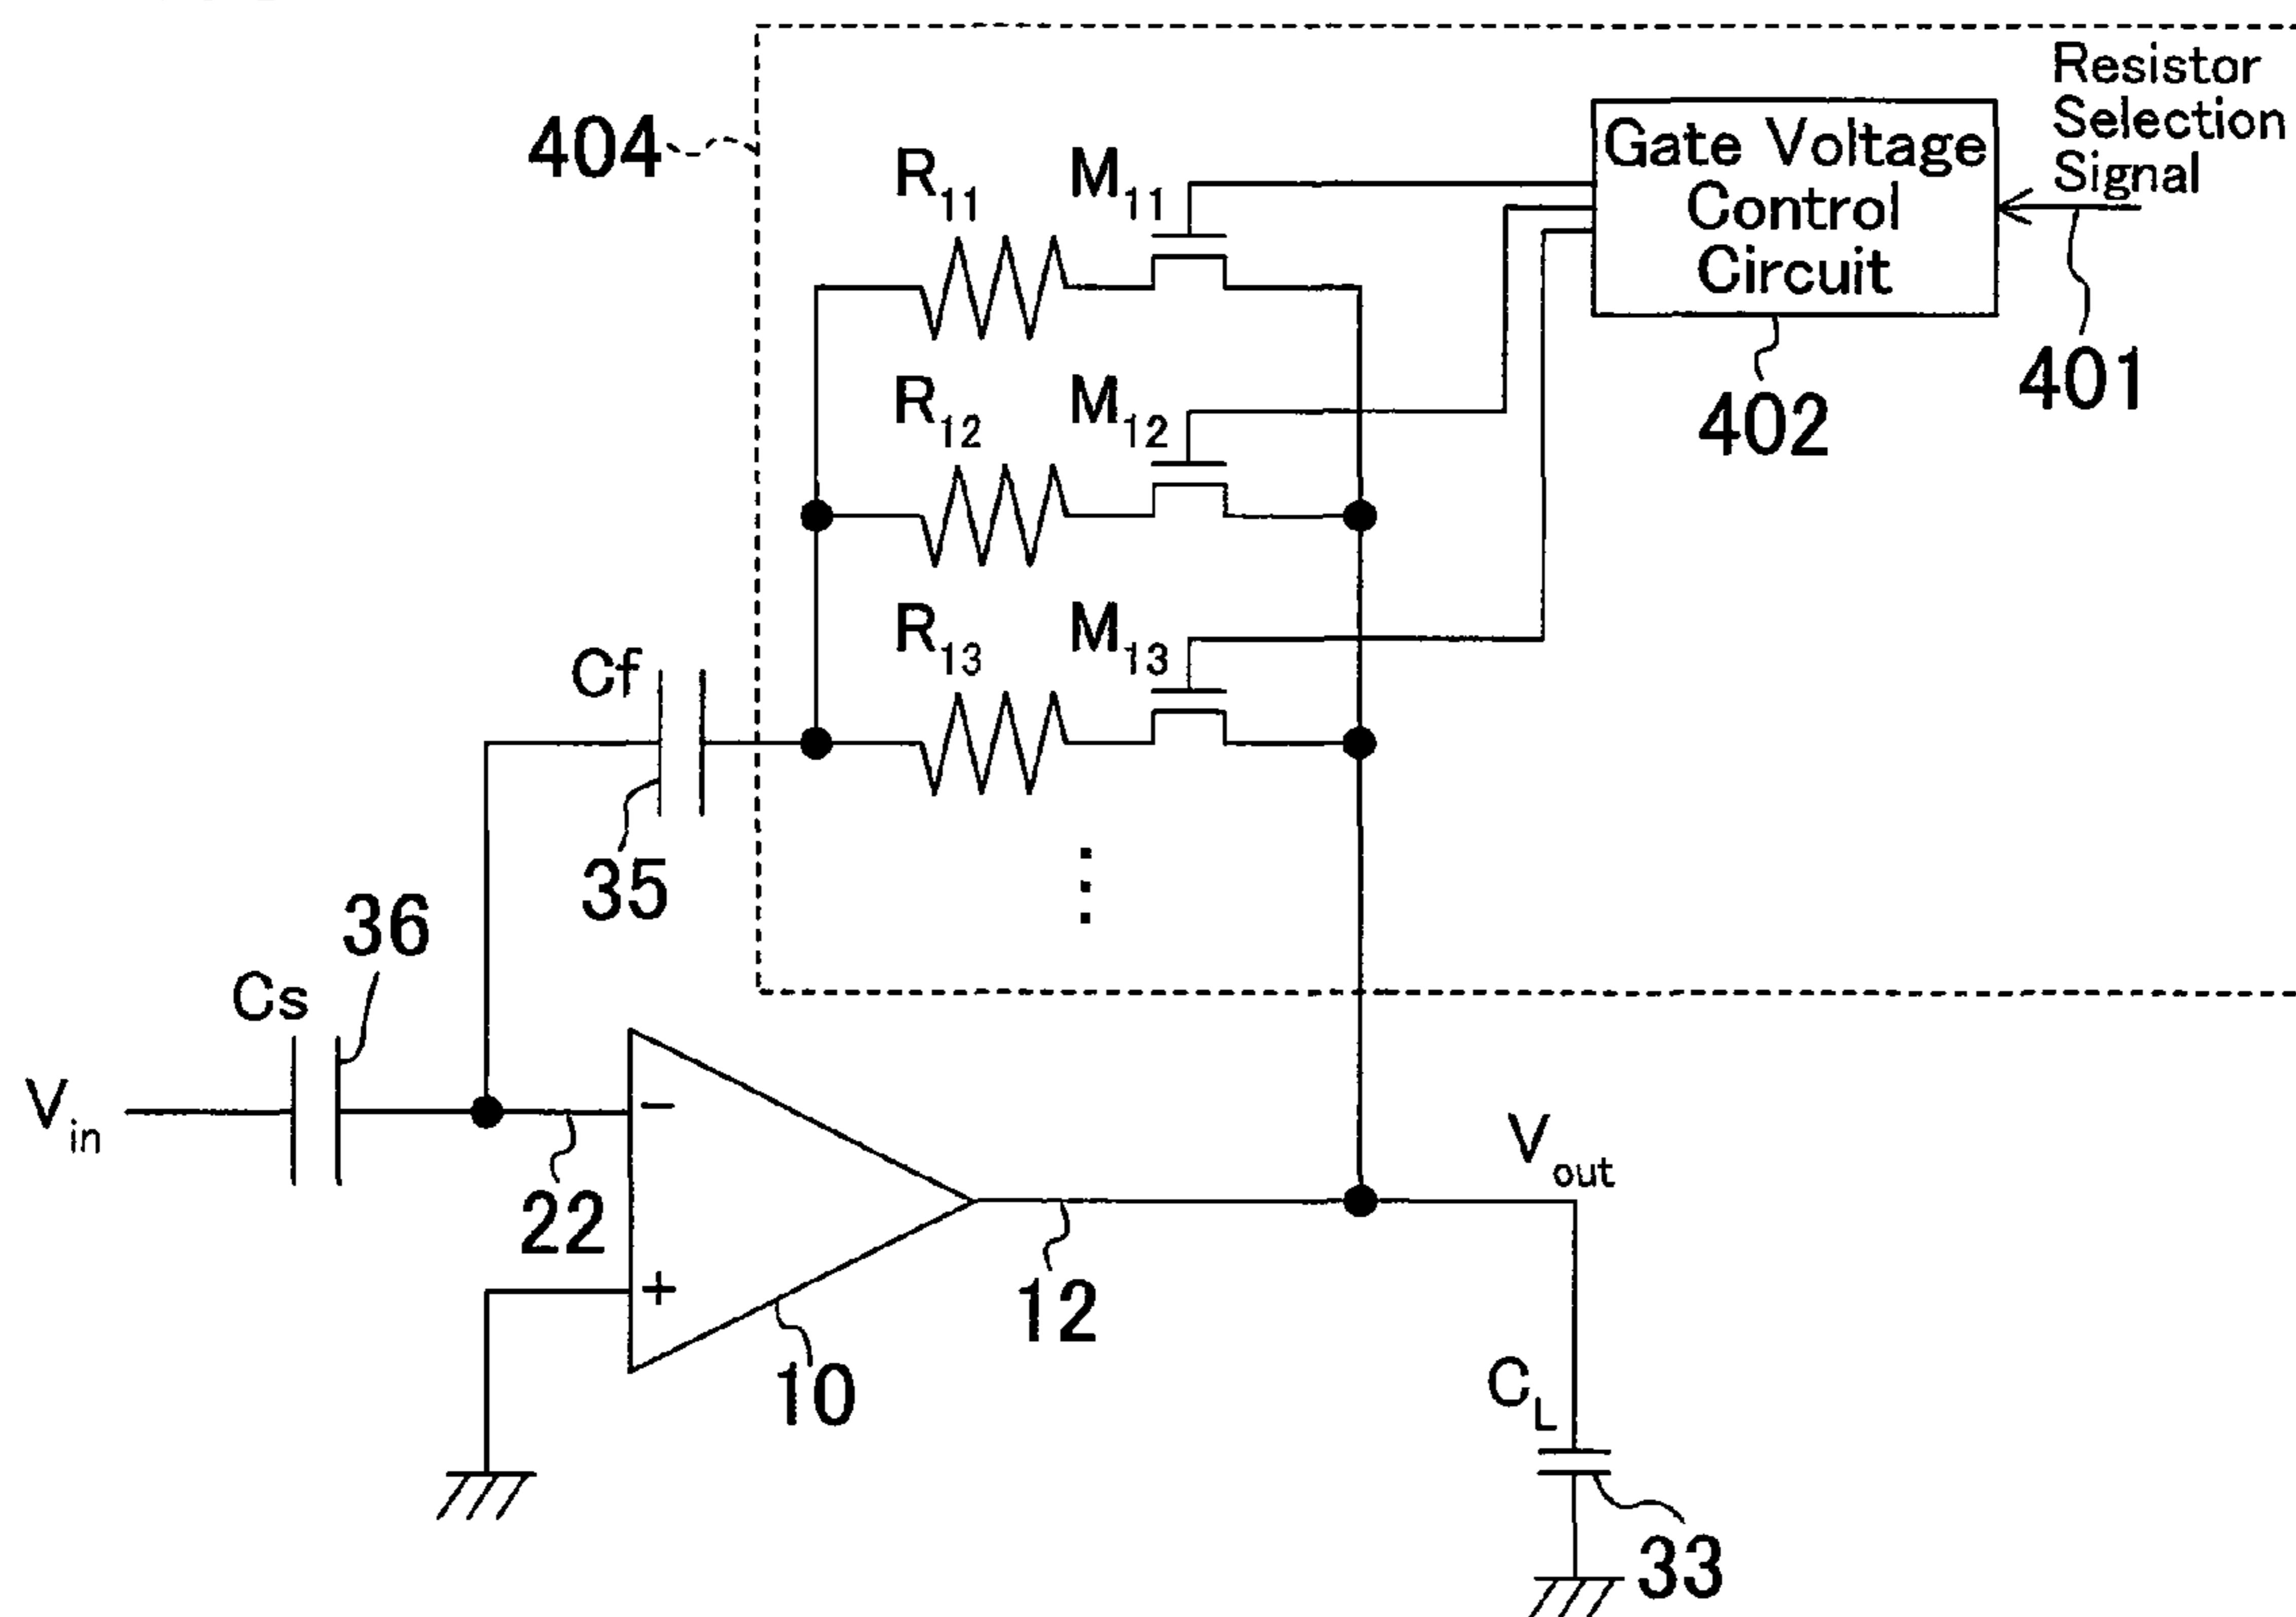 Resistor
Selection
Signal
404
R11
M11
Gate Voltage
Control
Circuit
401
402
R12
M12
R13
M13
Cf
35
36
Cs
Vin
−
22
+
10
12
Vout
CL
33